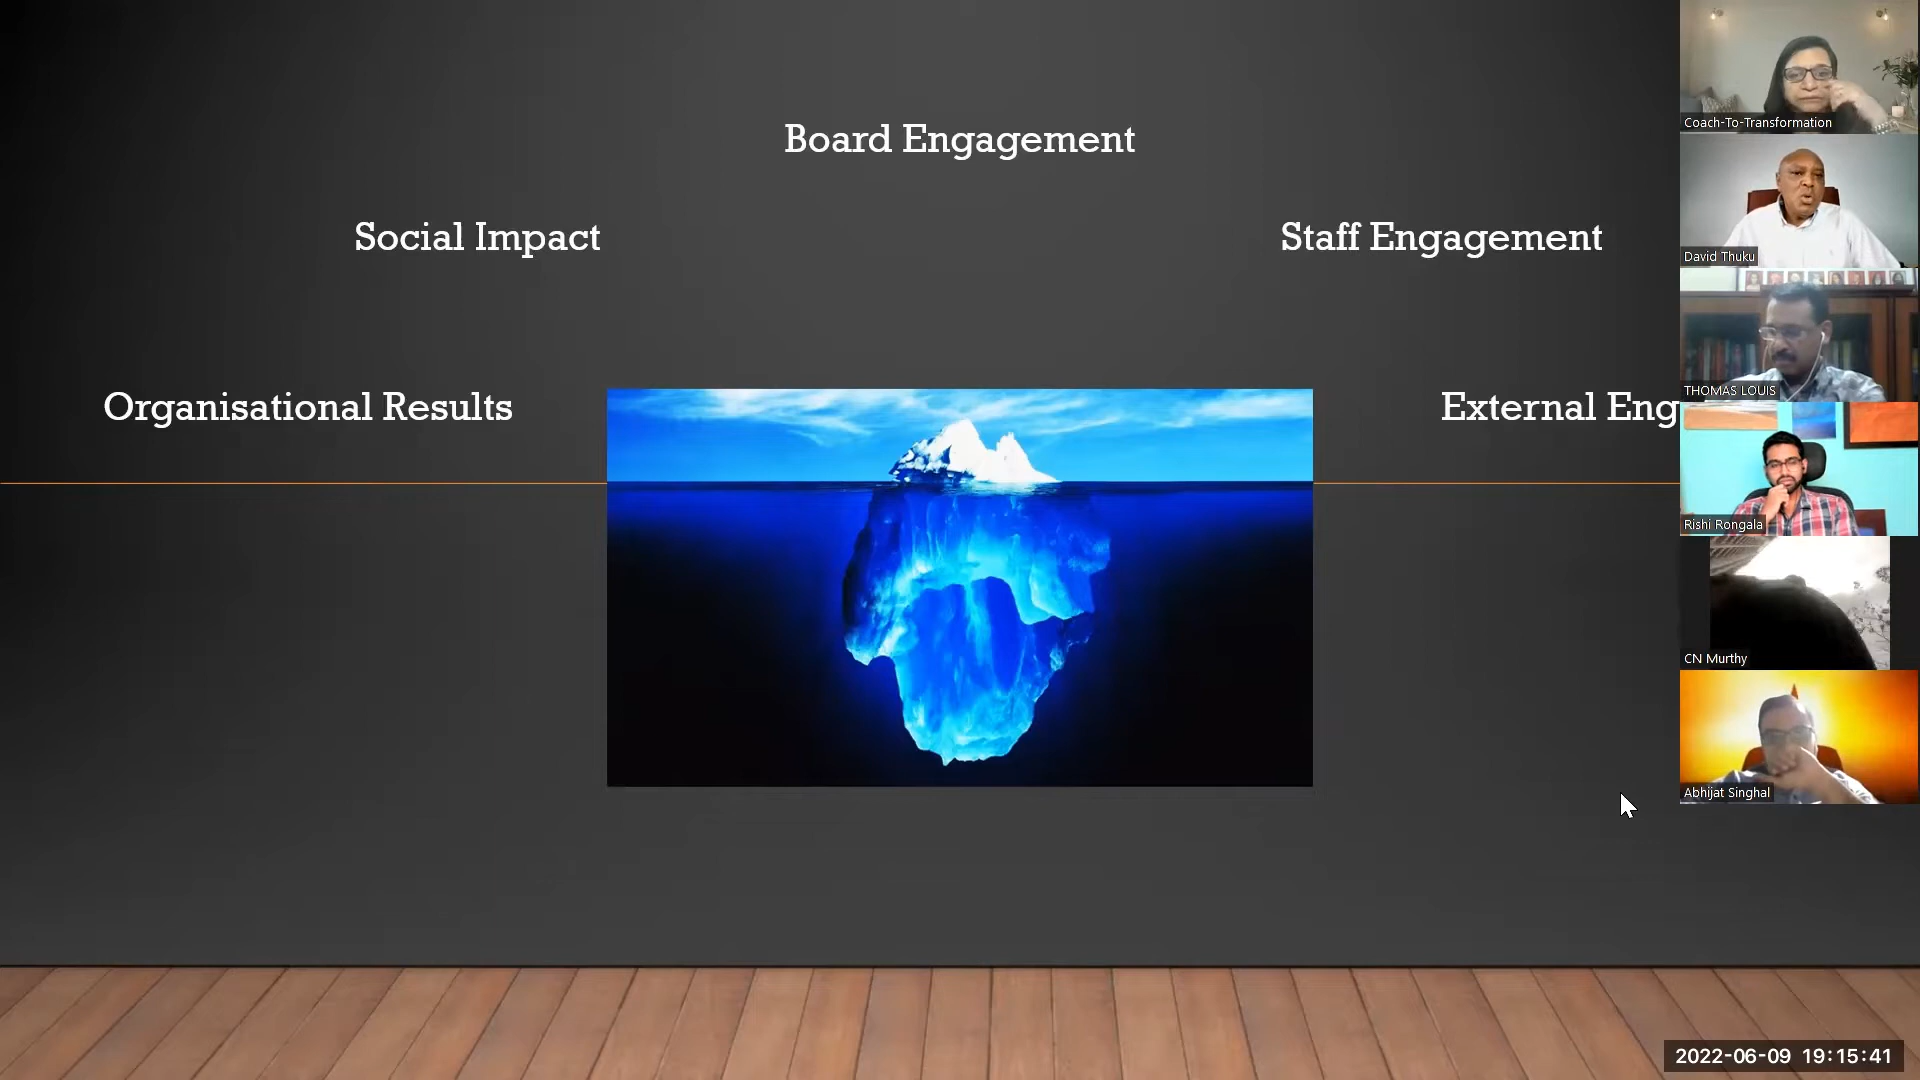 Board Engagement
Social Impact
Staff Engagement
Organisational Results
External Eng
Coach-To-Transformation
David Thuku
THOMAS LOUIS
Rishi Rongala
CN Murthy
Abhijat Singhal
2022-06-09 19:15:41